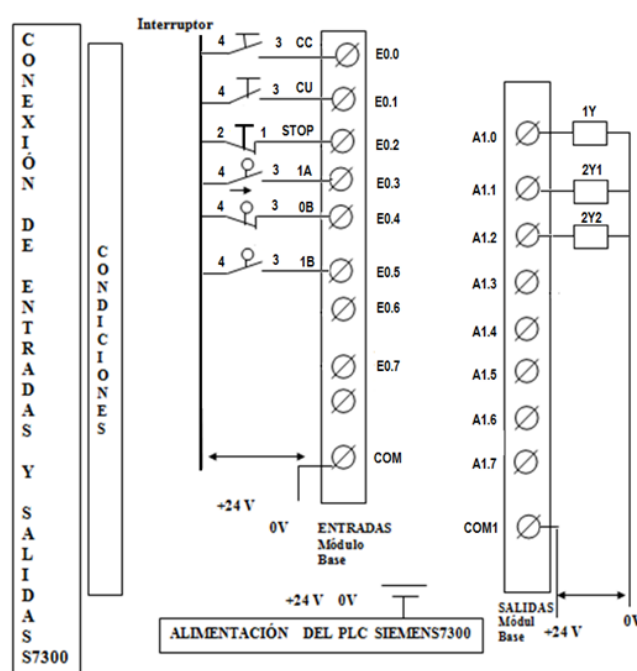 CONEXIÓN DE ENTRADAS Y SALIDAS
S7300
CONDICIONES
Interruptor
4 3 CC E0.0
4 3 CU E0.1
2 1 STOP E0.2
4 3 1A E0.3
4 3 0B E0.4
4 3 1B E0.5
E0.6
E0.7
COM
+24 V
0V
ENTRADAS
Módulo
Base
A1.0 1Y
A1.1 2Y1
A1.2 2Y2
A1.3
A1.4
A1.5
A1.6
A1.7
COM1
SALIDAS
Módul
Base
+24 V
0V
+24 V 0V
ALIMENTACIÓN DEL PLC SIEMENS7300